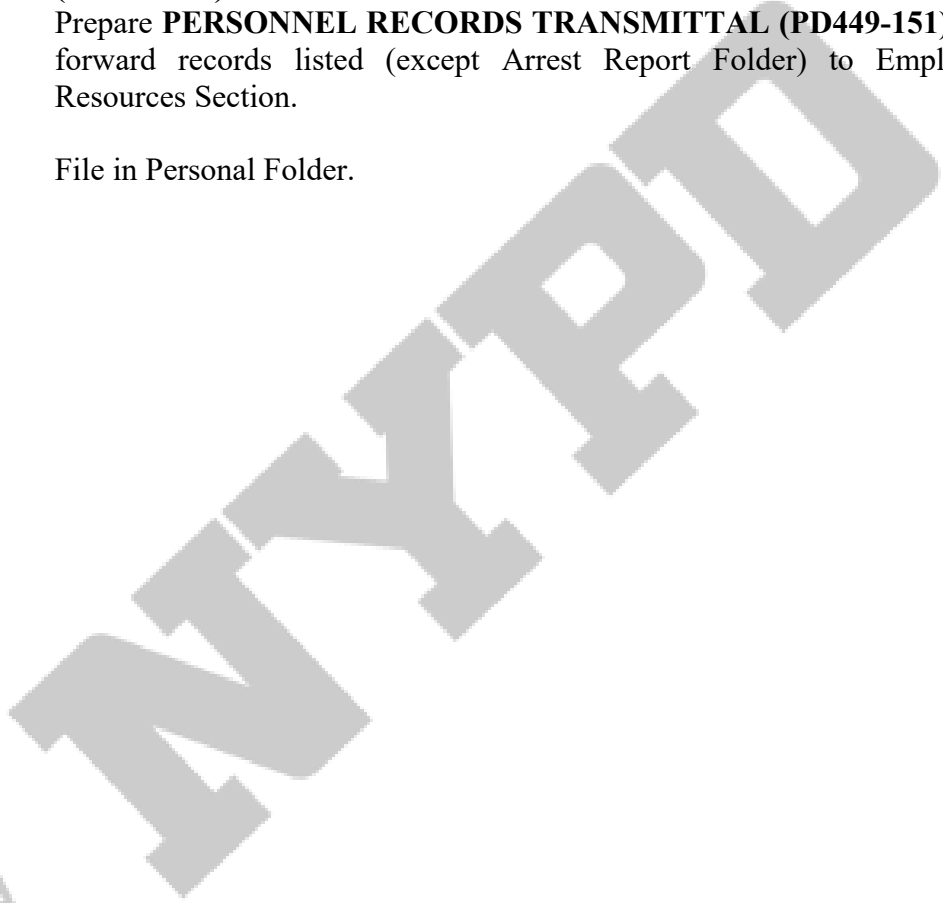 Prepare PERSONNEL RECORDS TRANSMITTAL (PD449-151)
forward records listed (except Arrest Report Folder) to Empl
Resources Section.
File in Personal Folder.
NYPD